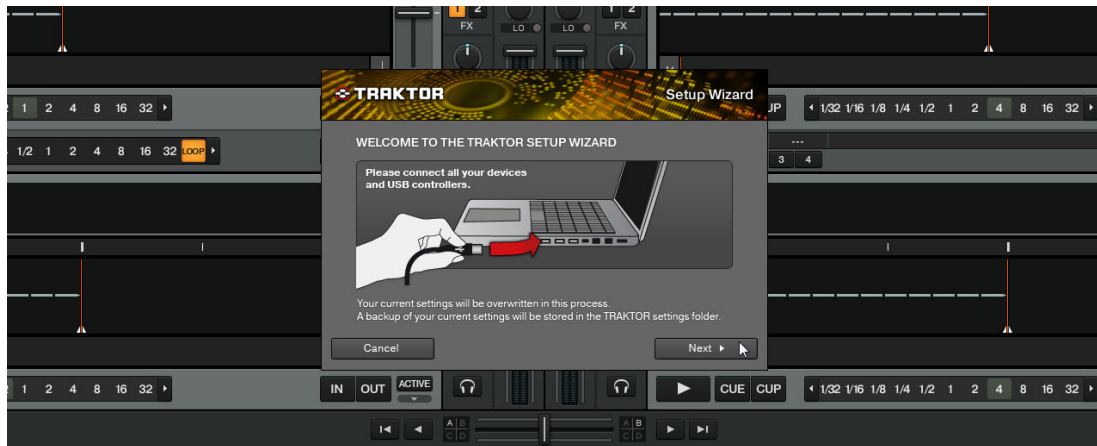 1 2 1 2
FX LO LO FX
TRAKTOR Setup Wizard
1 2 4 8 16 32 UP 1/32 1/16 1/8 1/4 1/2 1 2 4 8 16 32
WELCOME TO THE TRAKTOR SETUP WIZARD
1/2 1 2 4 8 16 32 LOOP ---
3 4
Please connect all your devices
and USB controllers.
Your current settings will be overwritten in this process.
A backup of your current settings will be stored in the TRAKTOR settings folder.
Cancel Next
1 2 4 8 16 32 IN OUT ACTIVE CUE CUP 1/32 1/16 1/8 1/4 1/2 1 2 4 8 16 32
A B A B
C D C D